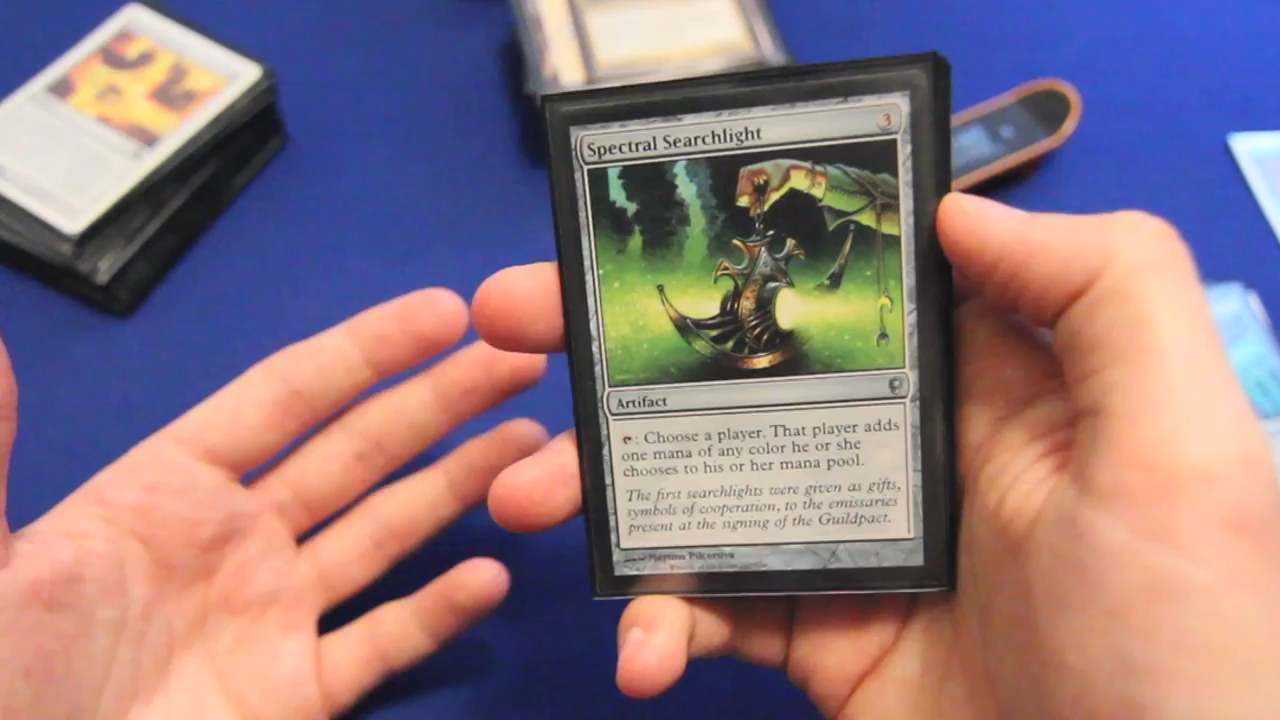 Spectral Searchlight 3
Artifact
: Choose a player. That player adds
one mana of any color he or she
chooses to his or her mana pool.
The first searchlights were given as gifts,
symbols of cooperation, to the emissaries
present at the signing of the Guildpact.
Martina Pilcerova